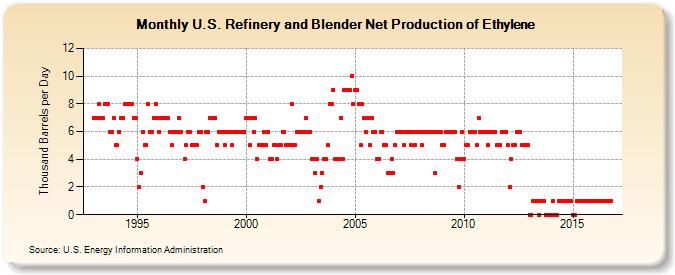 Monthly U.S. Refinery and Blender Net Production of Ethylene
Thousand Barrels per Day
12
10
8
6
4
2
0
1995 2000 2005 2010 2015
Source: U.S. Energy Information Administration